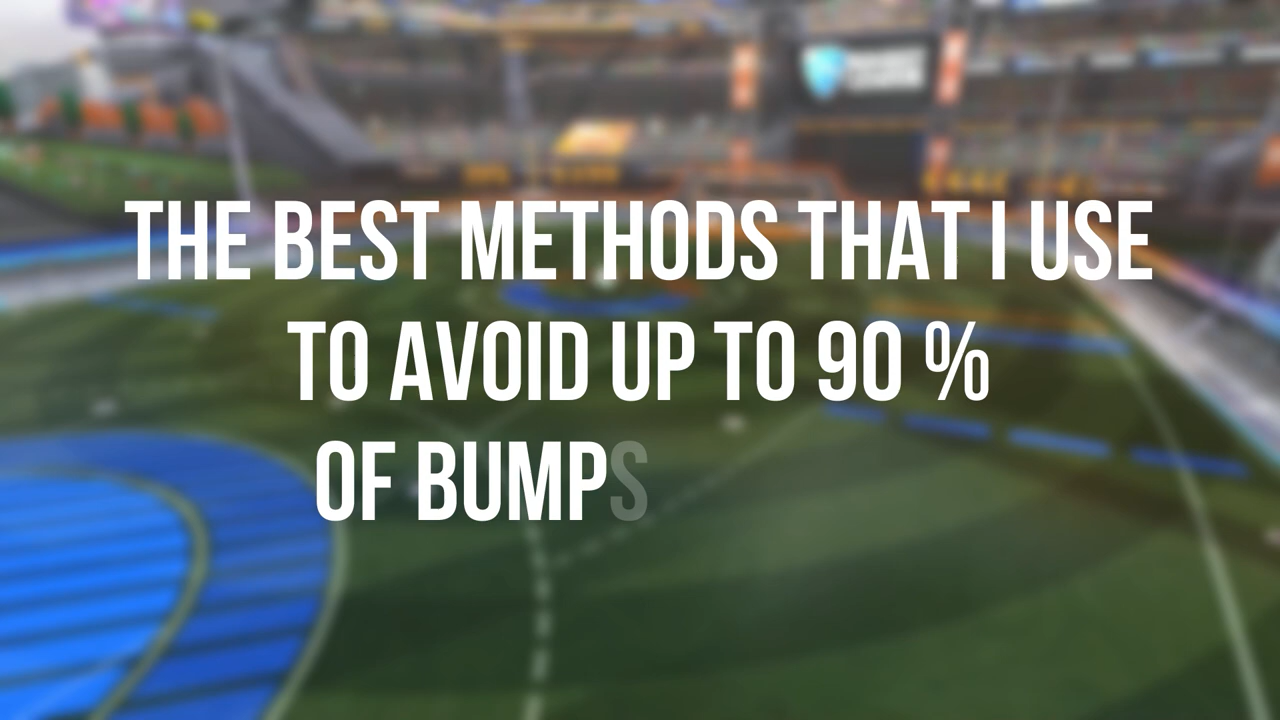 THE BEST METHODS THAT I USE
TO AVOID UP TO 90 %
OF BUMPS